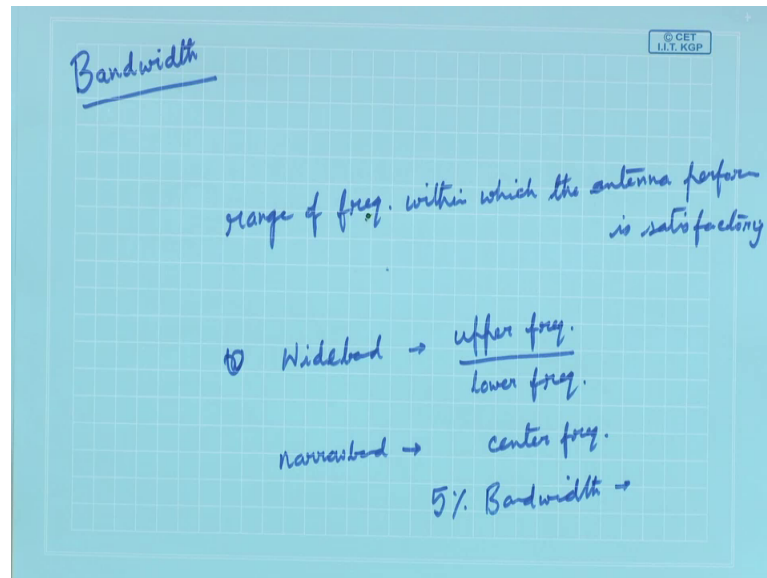 © CET
I.I.T. KGP
Bandwidth
range of freq. within which the antenna perform
is satisfactory
Wideband → upper freq.
lower freq.
narrowband → center freq.
5% Bandwidth →